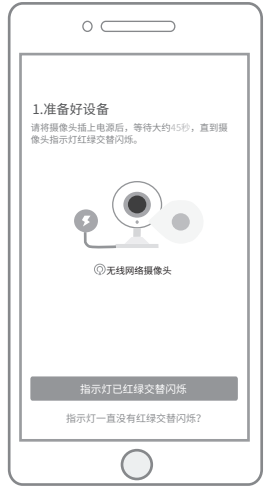 1.准备好设备
请将摄像头插上电源后，等待大约45秒，直到摄
像头指示灯红绿交替闪烁。
无线网络摄像头
指示灯已红绿交替闪烁
指示灯一直没有红绿交替闪烁?